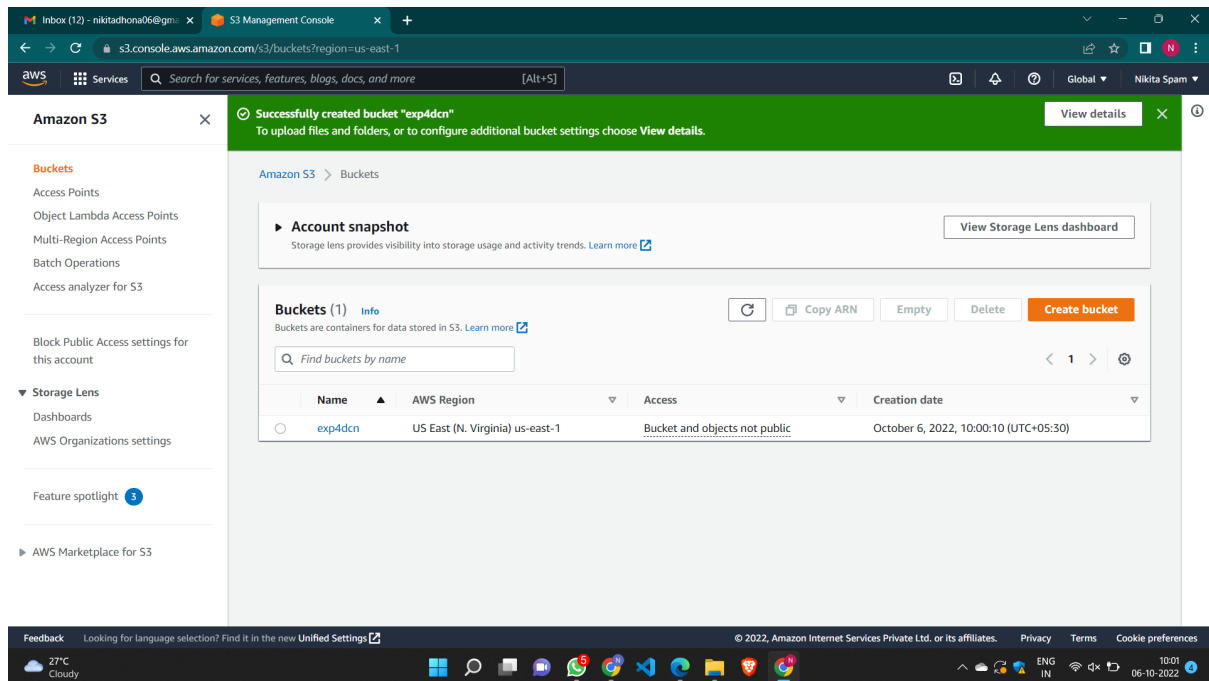 Inbox (12) - nikitadhona06@gma
S3 Management Console
s3.console.aws.amazon.com/s3/buckets?region=us-east-1
N
aws
Services
Search for services, features, blogs, docs, and more
[Alt+S]
Global
Nikita Spam
Amazon S3
Successfully created bucket "exp4dcn"
To upload files and folders, or to configure additional bucket settings choose View details.
View details
Buckets
Access Points
Object Lambda Access Points
Multi-Region Access Points
Batch Operations
Access analyzer for S3
Block Public Access settings for
this account
Storage Lens
Dashboards
AWS Organizations settings
Feature spotlight 3
AWS Marketplace for S3
Amazon S3 > Buckets
Account snapshot
Storage lens provides visibility into storage usage and activity trends. Learn more
View Storage Lens dashboard
Buckets (1) Info
Buckets are containers for data stored in S3. Learn more
Copy ARN
Empty
Delete
Create bucket
Find buckets by name
1
Name AWS Region Access Creation date
exp4dcn US East (N. Virginia) us-east-1 Bucket and objects not public October 6, 2022, 10:00:10 (UTC+05:30)
Feedback Looking for language selection? Find it in the new Unified Settings
© 2022, Amazon Internet Services Private Ltd. or its affiliates. Privacy Terms Cookie preferences
27°C
Cloudy
5
N
N
ENG
IN
10:01
06-10-2022
4